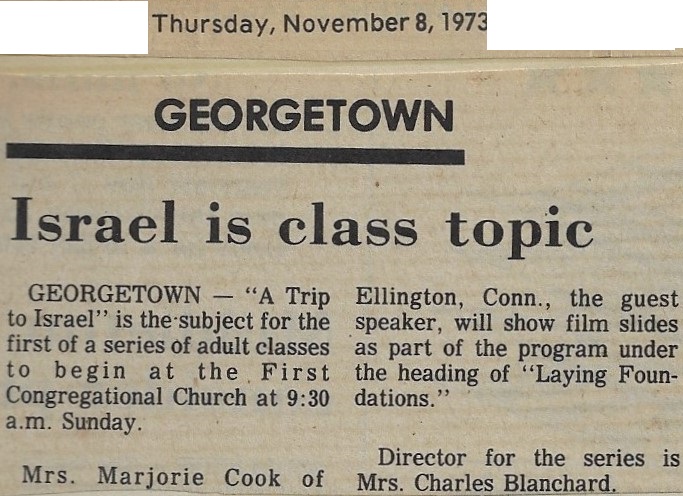 Thursday, November 8, 1973
GEORGETOWN
Israel is class topic
GEORGETOWN — “A Trip
to Israel” is the subject for the
first of a series of adult classes
to begin at the First
Congregational Church at 9:30
a.m. Sunday.
Mrs. Marjorie Cook of
Ellington, Conn., the guest
speaker, will show film slides
as part of the program under
the heading of “Laying Foun-
dations.”
Director for the series is
Mrs. Charles Blanchard.